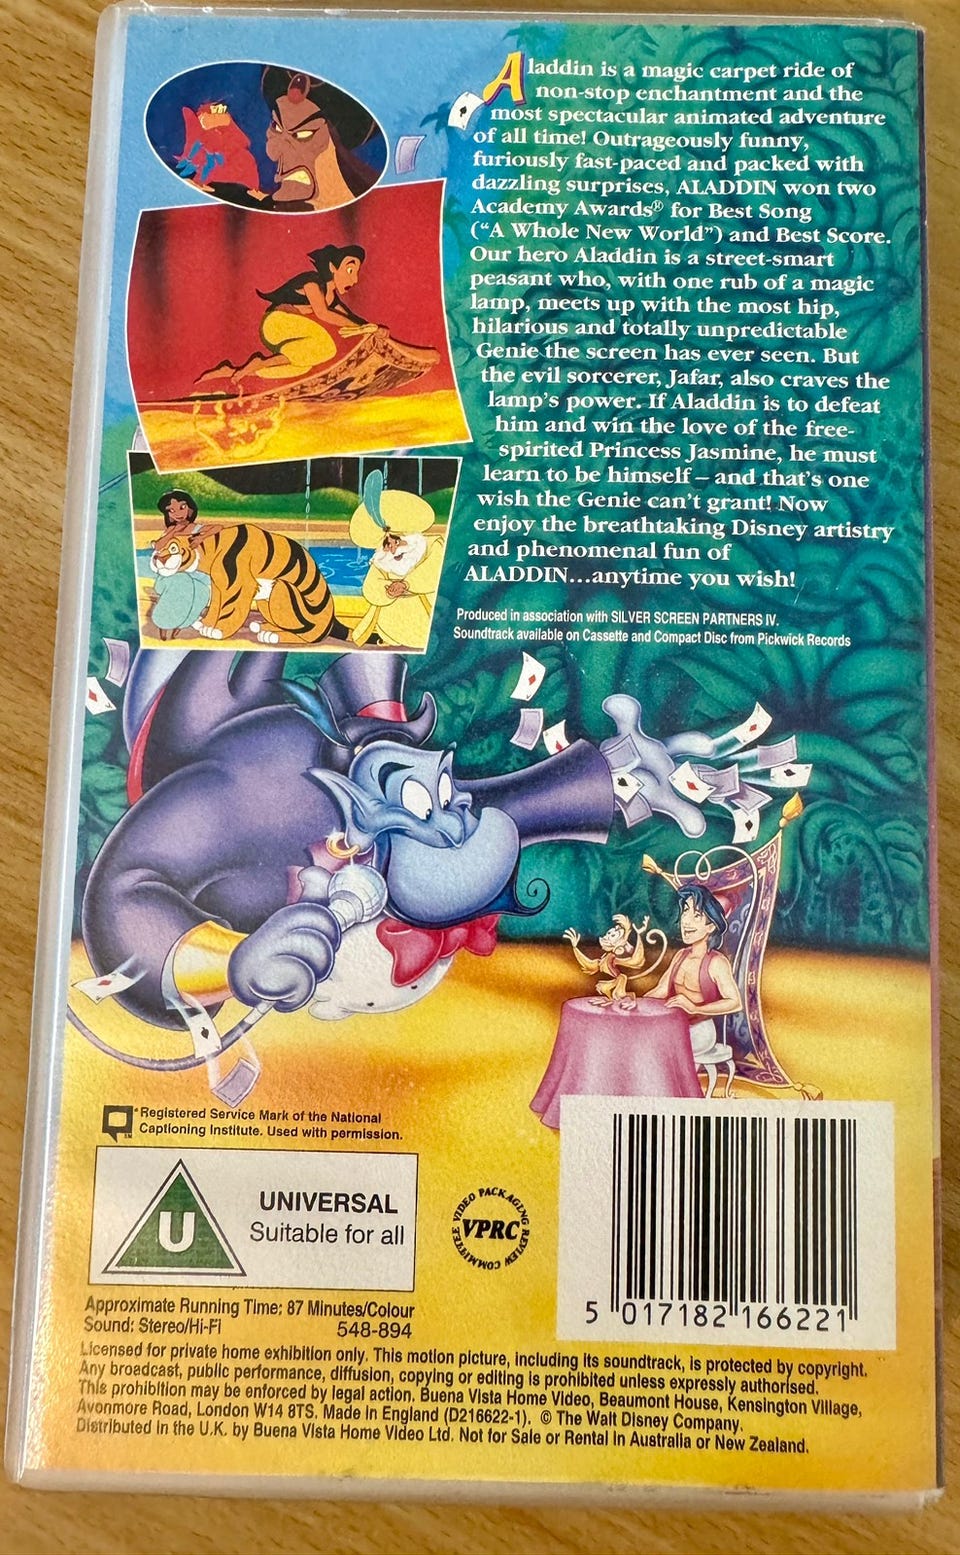 Aladdin is a magic carpet ride of
non-stop enchantment and the
most spectacular animated adventure
of all time! Outrageously funny,
furiously fast-paced and packed with
dazzling surprises, ALADDIN won two
Academy Awards® for Best Song
(“A Whole New World”) and Best Score.
Our hero Aladdin is a street-smart
peasant who, with one rub of a magic
lamp, meets up with the most hip,
hilarious and totally unpredictable
Genie the screen has ever seen. But
the evil sorcerer, Jafar, also craves the
lamp's power. If Aladdin is to defeat
him and win the love of the free-
spirited Princess Jasmine, he must
learn to be himself – and that's one
wish the Genie can't grant! Now
enjoy the breathtaking Disney artistry
and phenomenal fun of
ALADDIN...anytime you wish!
Produced in association with SILVER SCREEN PARTNERS IV.
Soundtrack available on Cassette and Compact Disc from Pickwick Records
Registered Service Mark of the National
Captioning Institute. Used with permission.
SM
U
UNIVERSAL
Suitable for all
VIDEO PACKAGING REVIEW COMMITTEE
VPRC
5 017182 166221
Approximate Running Time: 87 Minutes/Colour
Sound: Stereo/Hi-Fi 548-894
Licensed for private home exhibition only. This motion picture, including its soundtrack, is protected by copyright.
Any broadcast, public performance, diffusion, copying or editing is prohibited unless expressly authorised.
This prohibition may be enforced by legal action. Buena Vista Home Video, Beaumont House, Kensington Village,
Avonmore Road, London W14 8TS. Made in England (D216622-1). © The Walt Disney Company.
Distributed in the U.K. by Buena Vista Home Video Ltd. Not for Sale or Rental in Australia or New Zealand.